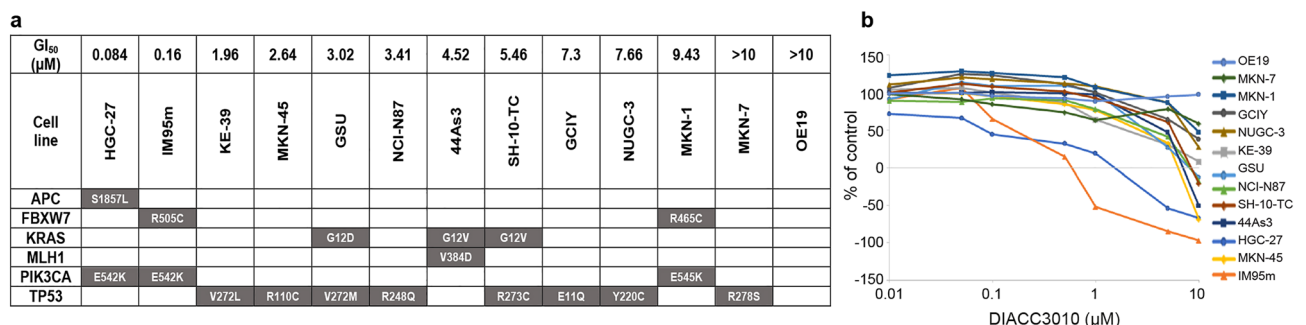 a
GI50 (μM) 0.084 0.16 1.96 2.64 3.02 3.41 4.52 5.46 7.3 7.66 9.43 >10 >10
Cell line HGC-27 IM95m KE-39 MKN-45 GSU NCI-N87 44As3 SH-10-TC GCIY NUGC-3 MKN-1 MKN-7 OE19
APC S1857L
FBXW7 R505C R465C
KRAS G12D G12V G12V
MLH1 V384D
PIK3CA E542K E542K E545K
TP53 V272L R110C V272M R248Q R273C E11Q Y220C R278S
b
% of control
150
100
50
0
-50
-100
-150
0.01 0.1 1 10
DIACC3010 (μM)
OE19
MKN-7
MKN-1
GCIY
NUGC-3
KE-39
GSU
NCI-N87
SH-10-TC
44As3
HGC-27
MKN-45
IM95m